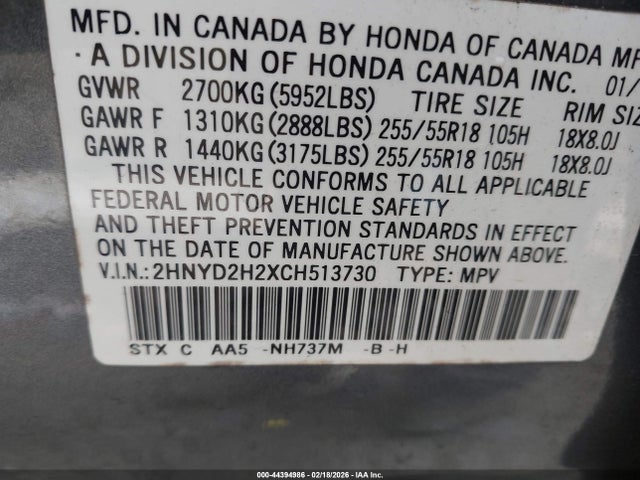 MFD. IN CANADA BY HONDA OF CANADA
· A DIVISION OF HONDA CANADA INC. 01/
GVWR 2700KG (5952LBS) TIRE SIZE RIM
GAWR F 1310KG (2888LBS) 255/55R18 105H 18X8.0J
GAWR R 1440KG (3175LBS) 255/55R18 105H 18X8.0J
THIS VEHICLE CONFORMS TO ALL APPLICABLE
FEDERAL MOTOR VEHICLE SAFETY
AND THEFT PREVENTION STANDARDS IN EFFECT
ON THE DATE OF MANUFACTURE SHOWN ABOVE.
V.I.N.:2HNYD2H2XCH513730 TYPE: MPV
STX C AA5 -NH737M -B -H
000-44394986 - 02/18/2026 - IAA Inc.